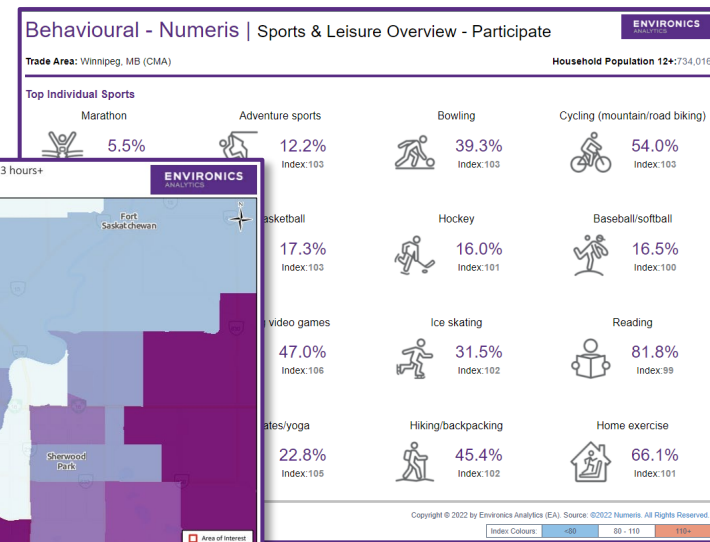 Behavioural - Numeris | Sports & Leisure Overview - Participate
ENVIRONICS
ANALYTICS
Trade Area: Winnipeg, MB (CMA)
Household Population 12+:734,016
Top Individual Sports
Marathon
5.5%
Adventure sports
12.2%
Index:103
Bowling
39.3%
Index:103
Cycling (mountain/road biking)
54.0%
Index:103
17.3%
Index:103
Hockey
16.0%
Index:101
Baseball/softball
16.5%
Index:100
video games
47.0%
Index:106
Ice skating
31.5%
Index:102
Reading
81.8%
Index:99
ates/yoga
22.8%
Index:105
Hiking/backpacking
45.4%
Index:102
Home exercise
66.1%
Index:101
Copyright © 2022 by Environics Analytics (EA). Source: ©2022 Numeris. All Rights Reserved.
Index Colours: <80 80 - 110 110+
3 hours+
ENVIRONICS
ANALYTICS
Fort
Saskatchewan
N
Sherwood
Park
Area of Interest